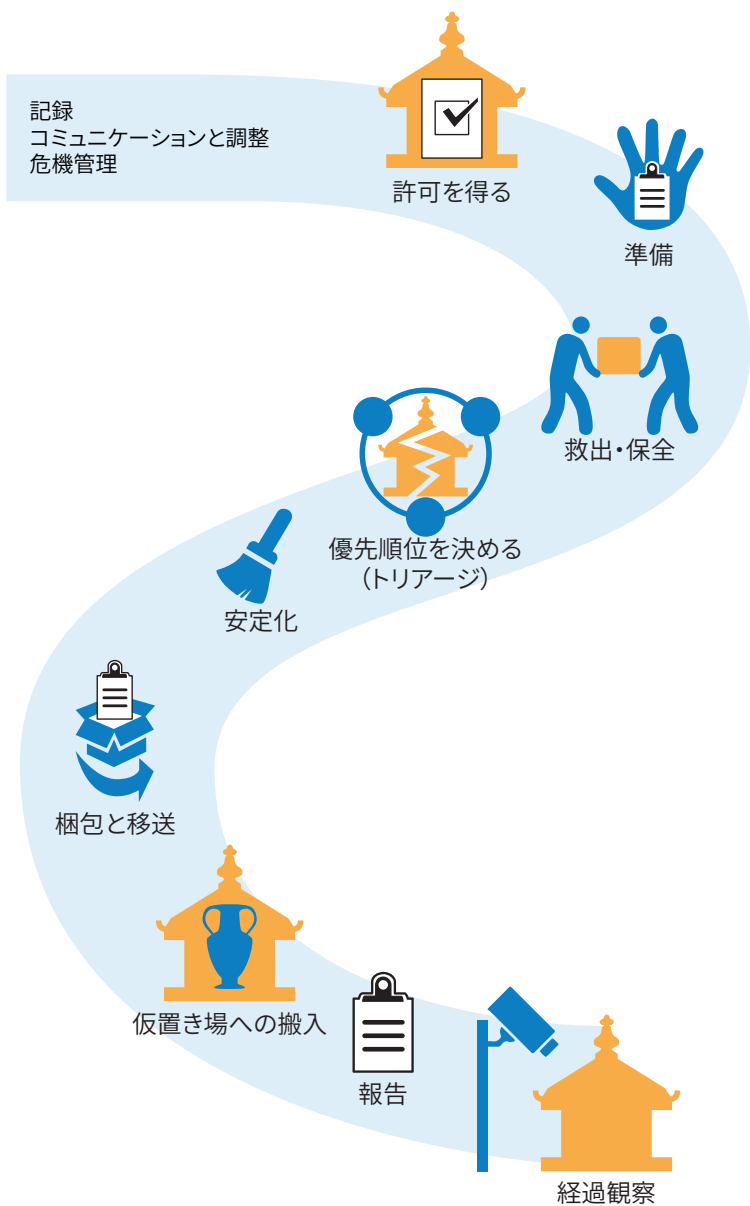 記録
コミュニケーションと調整
危機管理
許可を得る
準備
救出・保全
優先順位を決める
（トリアージ）
安定化
梱包と移送
仮置き場への搬入
報告
経過観察